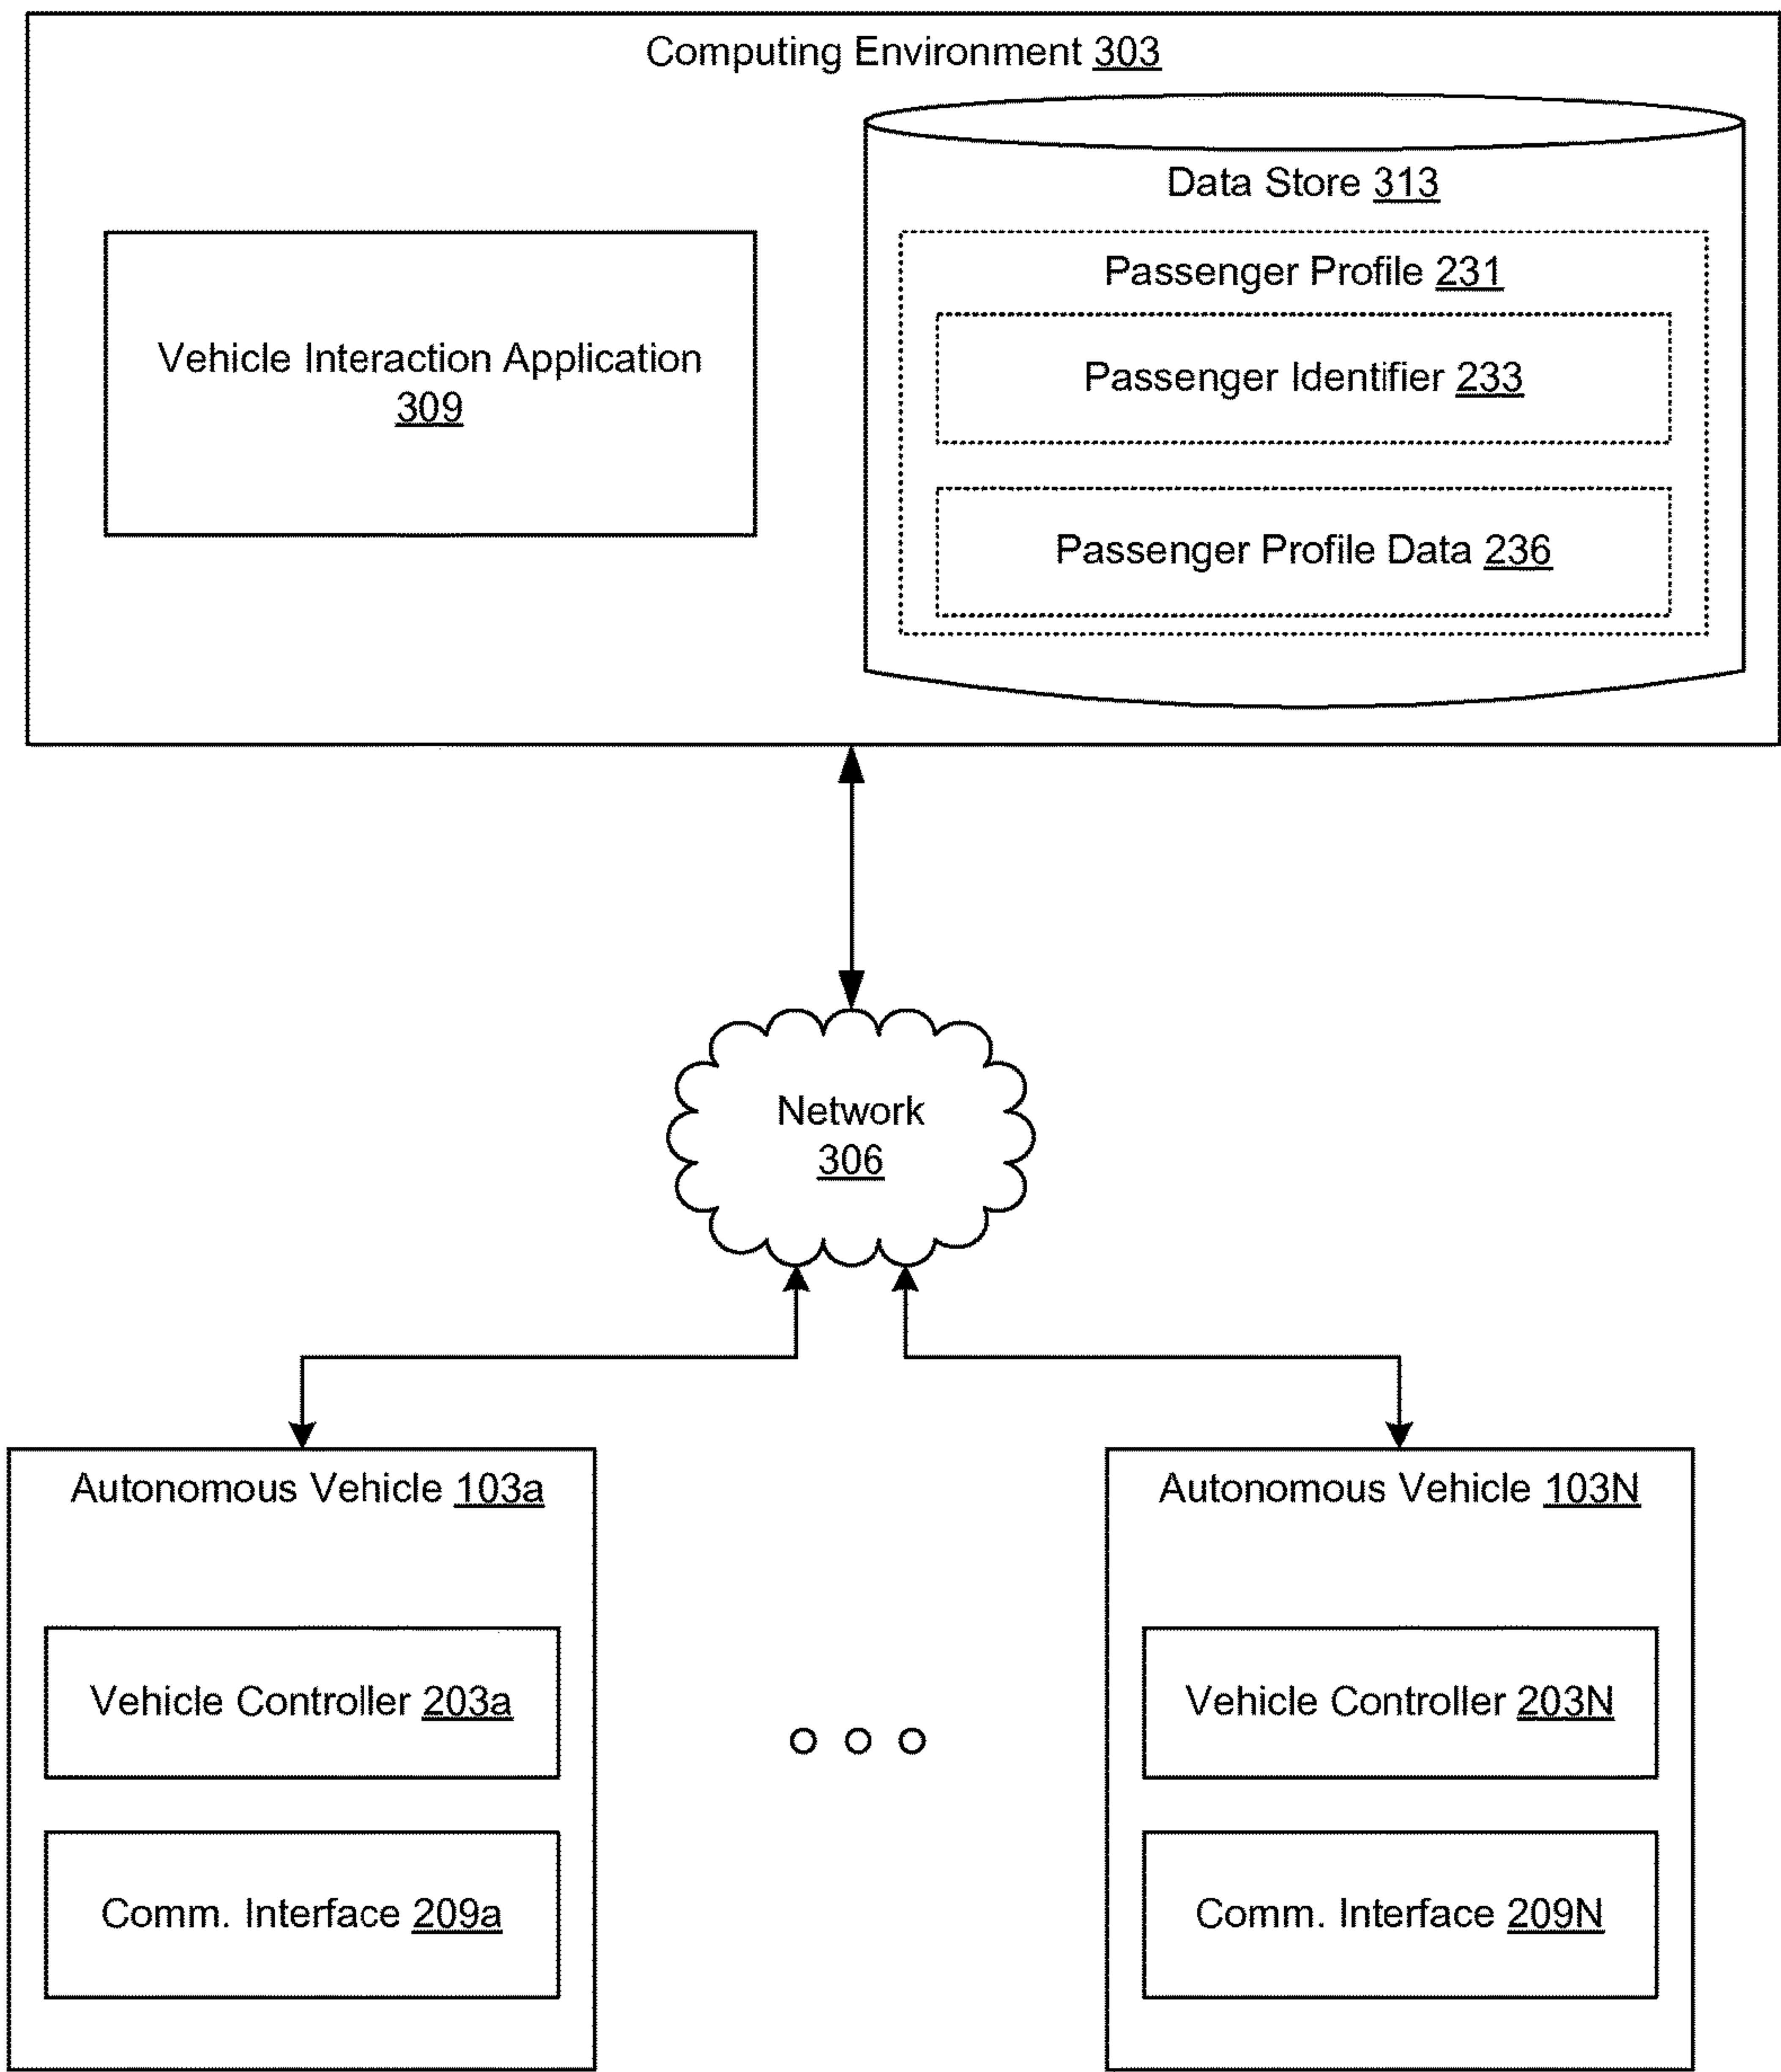 Computing Environment 303
Data Store 313
Passenger Profile 231
Vehicle Interaction Application
309
Passenger Identifier 233
Passenger Profile Data 236
Network
306
Autonomous Vehicle 103a
Vehicle Controller 203a
Comm. Interface 209a
Autonomous Vehicle 103N
Vehicle Controller 203N
Comm. Interface 209N